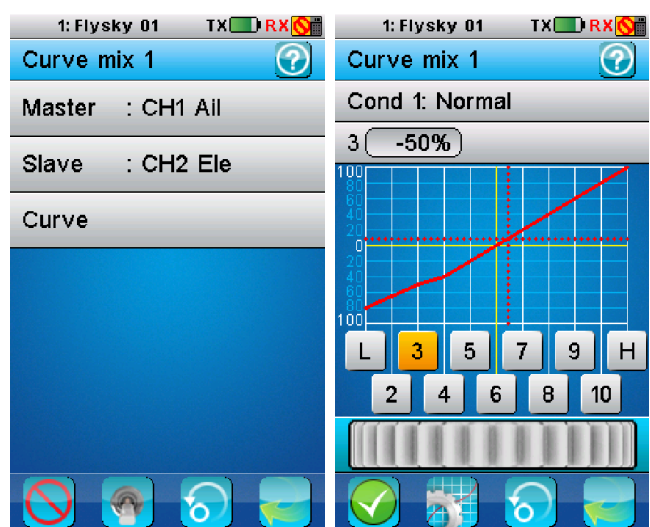 1: Flysky 01 TX RX
Curve mix 1 ?
Master : CH1 Ail
Slave : CH2 Ele
Curve
1: Flysky 01 TX RX
Curve mix 1 ?
Cond 1: Normal
3 -50%
100
80
60
40
20
0
20
40
60
80
100
L 3 5 7 9 H
2 4 6 8 10